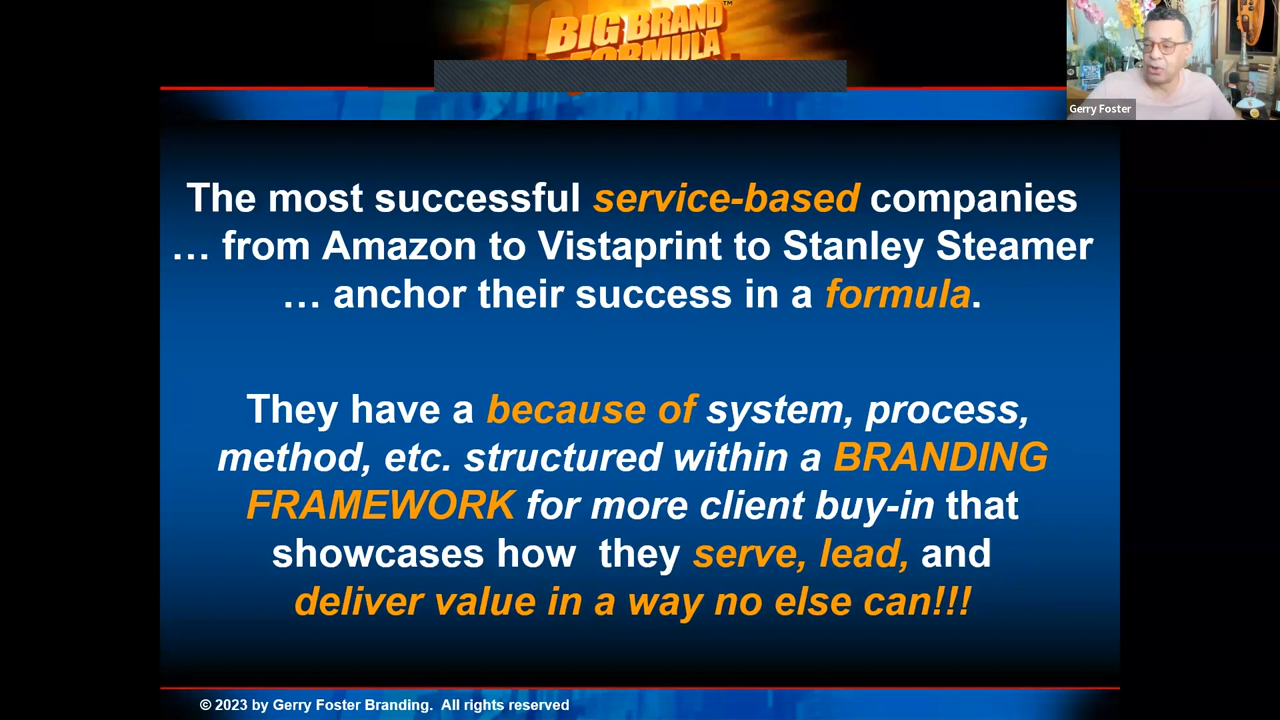 BIG BRAND™
FORMULA
Gerry Foster
The most successful service-based companies
… from Amazon to Vistaprint to Stanley Steamer
… anchor their success in a formula.
They have a because of system, process,
method, etc. structured within a BRANDING
FRAMEWORK for more client buy-in that
showcases how they serve, lead, and
deliver value in a way no else can!!!
© 2023 by Gerry Foster Branding. All rights reserved